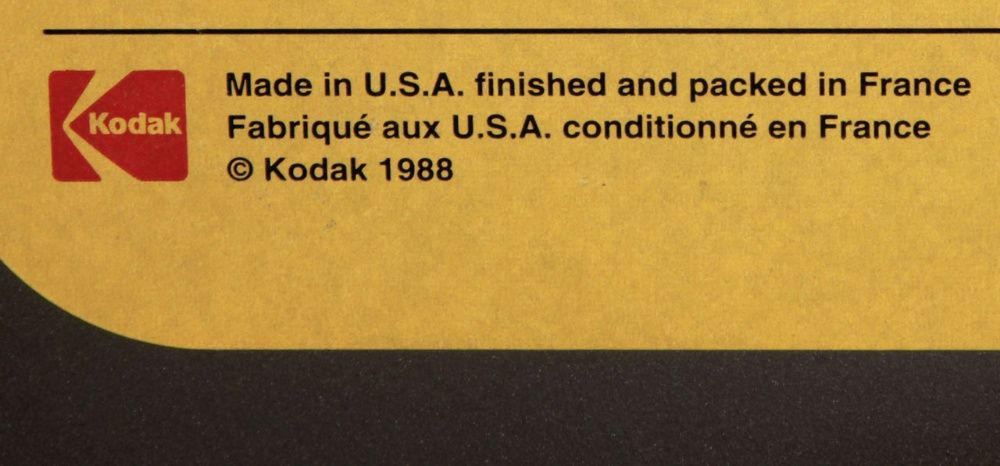 Kodak
Made in U.S.A. finished and packed in France
Fabriqué aux U.S.A. conditionné en France
© Kodak 1988